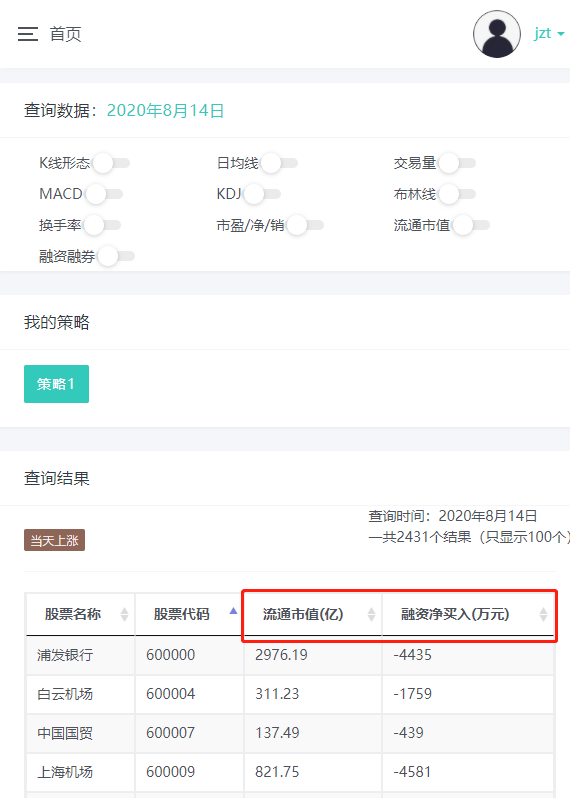 首页
jzt
查询数据：2020年8月14日
K线形态 日均线 交易量
MACD KDJ 布林线
换手率 市盈/净/销 流通市值
融资融券
我的策略
策略1
查询结果
查询时间：2020年8月14日
一共2431个结果（只显示100个）
当天上涨
股票名称 股票代码 流通市值(亿) 融资净买入(万元)
浦发银行 600000 2976.19 -4435
白云机场 600004 311.23 -1759
中国国贸 600007 137.49 -439
上海机场 600009 821.75 -4581